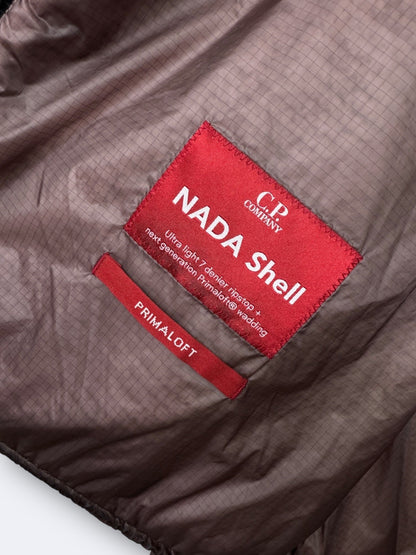 C.P.
COMPANY
NADA Shell
Ultra light 7 denier ripstop +
next generation Primaloft® wadding
PRIMALOFT